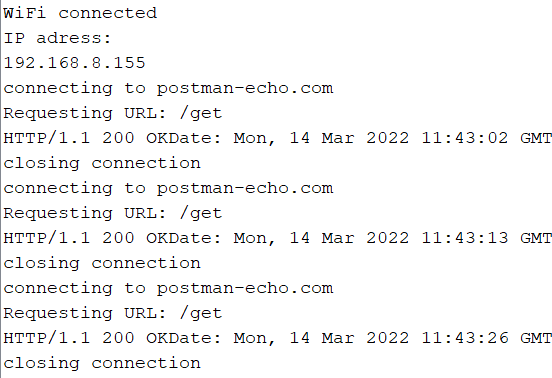 WiFi connected
IP adress:
192.168.8.155
connecting to postman-echo.com
Requesting URL: /get
HTTP/1.1 200 OKDate: Mon, 14 Mar 2022 11:43:02 GMT
closing connection
connecting to postman-echo.com
Requesting URL: /get
HTTP/1.1 200 OKDate: Mon, 14 Mar 2022 11:43:13 GMT
closing connection
connecting to postman-echo.com
Requesting URL: /get
HTTP/1.1 200 OKDate: Mon, 14 Mar 2022 11:43:26 GMT
closing connection